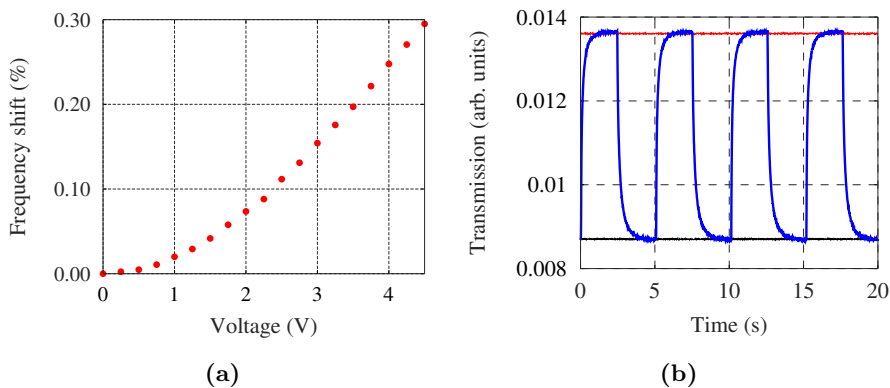 0.30
0.20
0.10
0.00
Frequency shift (%)
0 1 2 3 4
Voltage (V)
(a)
0.014
0.012
0.01
0.008
Transmission (arb. units)
0 5 10 15 20
Time (s)
(b)